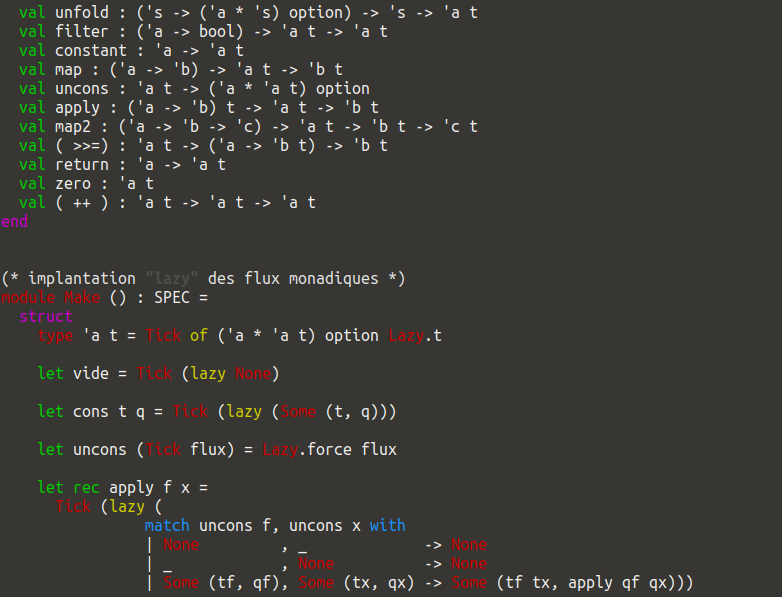 val unfold : ('s -> ('a * 's) option) -> 's -> 'a t
val filter : ('a -> bool) -> 'a t -> 'a t
val constant : 'a -> 'a t
val map : ('a -> 'b) -> 'a t -> 'b t
val uncons : 'a t -> ('a * 'a t) option
val apply : ('a -> 'b) t -> 'a t -> 'b t
val map2 : ('a -> 'b -> 'c) -> 'a t -> 'b t -> 'c t
val ( >>=) : 'a t -> ('a -> 'b t) -> 'b t
val return : 'a -> 'a t
val zero : 'a t
val ( ++ ) : 'a t -> 'a t -> 'a t
end
(* implantation "lazy" des flux monadiques *)
module Make () : SPEC =
struct
type 'a t = Tick of ('a * 'a t) option Lazy.t
let vide = Tick (lazy None)
let cons t q = Tick (lazy (Some (t, q)))
let uncons (Tick flux) = Lazy.force flux
let rec apply f x =
Tick (lazy (
match uncons f, uncons x with
| None , _ -> None
| _ , None -> None
| Some (tf, qf), Some (tx, qx) -> Some (tf tx, apply qf qx)))